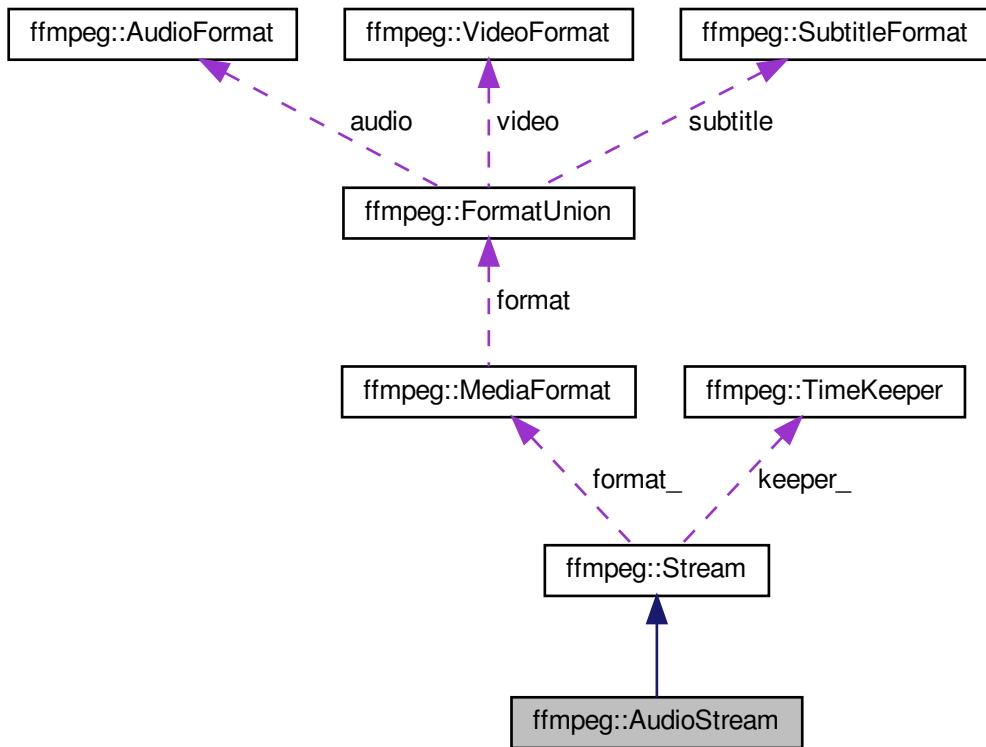 ffmpeg::AudioFormat
ffmpeg::VideoFormat
ffmpeg::SubtitleFormat
audio
video
subtitle
ffmpeg::FormatUnion
format
ffmpeg::MediaFormat
ffmpeg::TimeKeeper
format_
keeper_
ffmpeg::Stream
ffmpeg::AudioStream